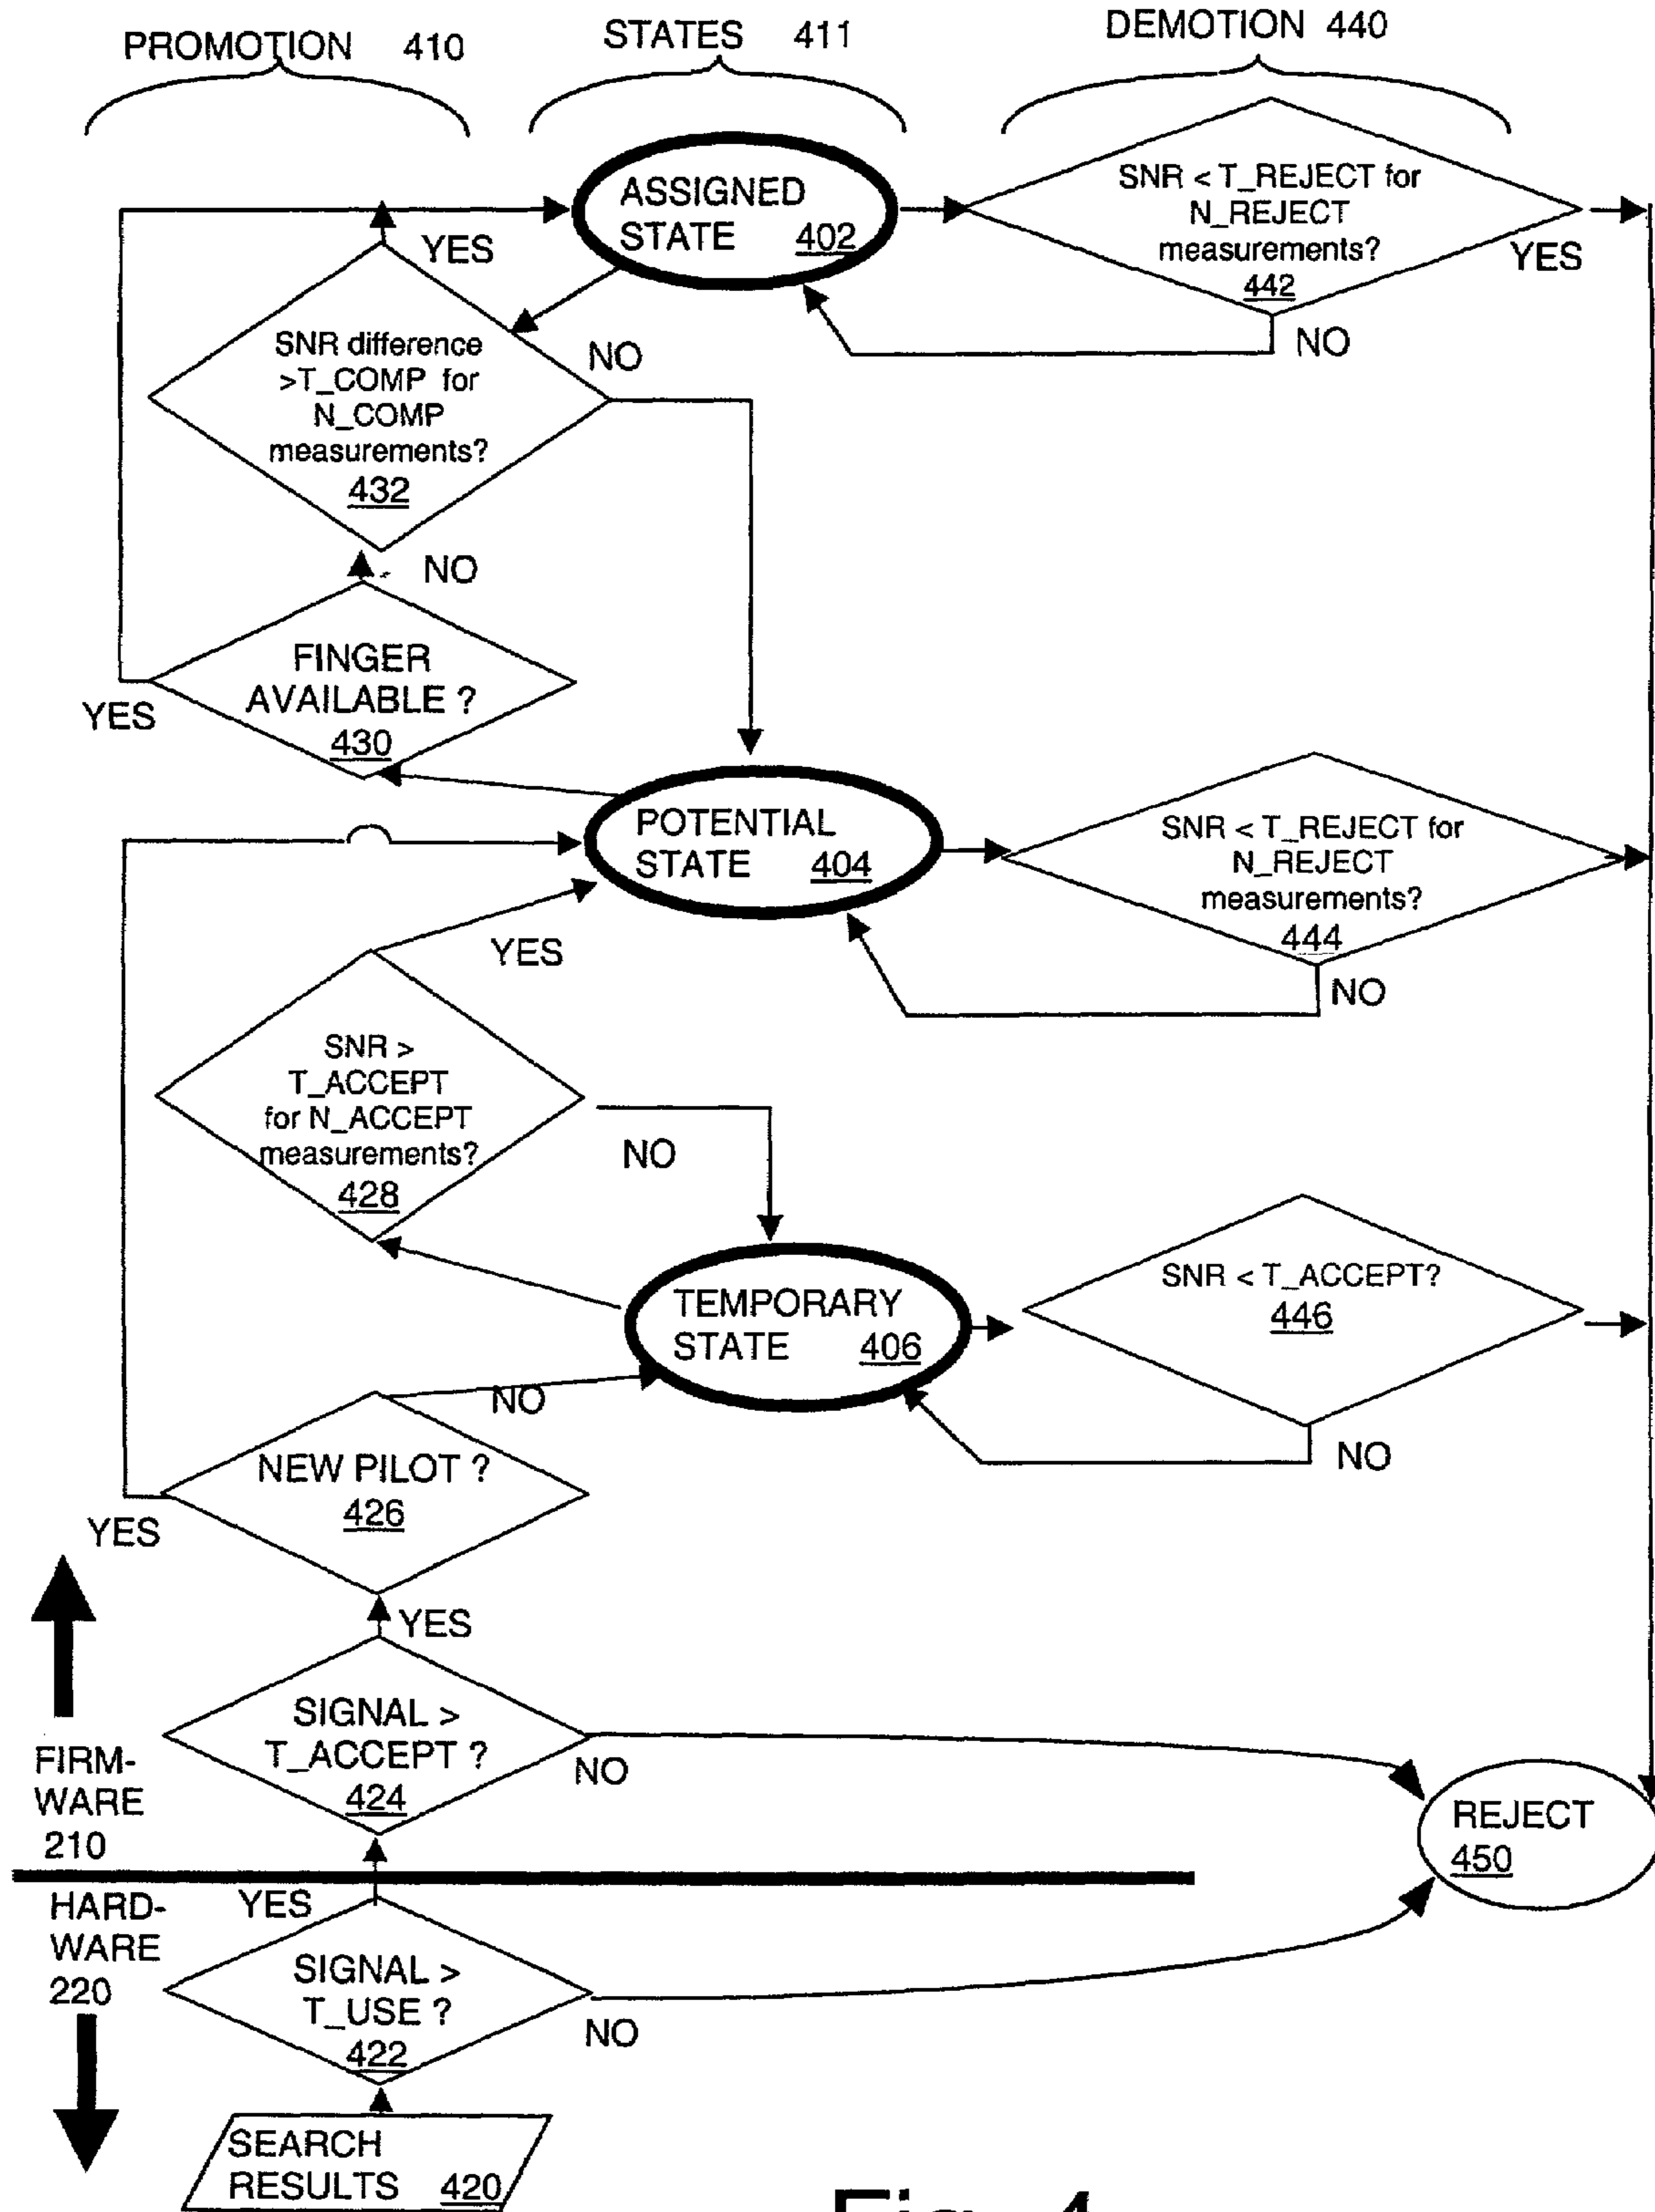 PROMOTION 410
STATES 411
DEMOTION 440
ASSIGNED
STATE 402
SNR < T_REJECT for
N_REJECT
measurements?
442
YES
NO
YES
SNR difference
>T_COMP for
N_COMP
measurements?
432
NO
NO
FINGER
AVAILABLE ?
430
YES
POTENTIAL
STATE 404
SNR < T_REJECT for
N_REJECT
measurements?
444
NO
YES
SNR >
T_ACCEPT
for N_ACCEPT
measurements?
428
NO
TEMPORARY
STATE 406
SNR < T_ACCEPT?
446
NO
NO
NEW PILOT ?
426
YES
YES
SIGNAL >
T_ACCEPT ?
424
NO
FIRM-
WARE
210
REJECT
450
HARD-
WARE
220
YES
SIGNAL >
T_USE ?
422
NO
SEARCH
RESULTS 420